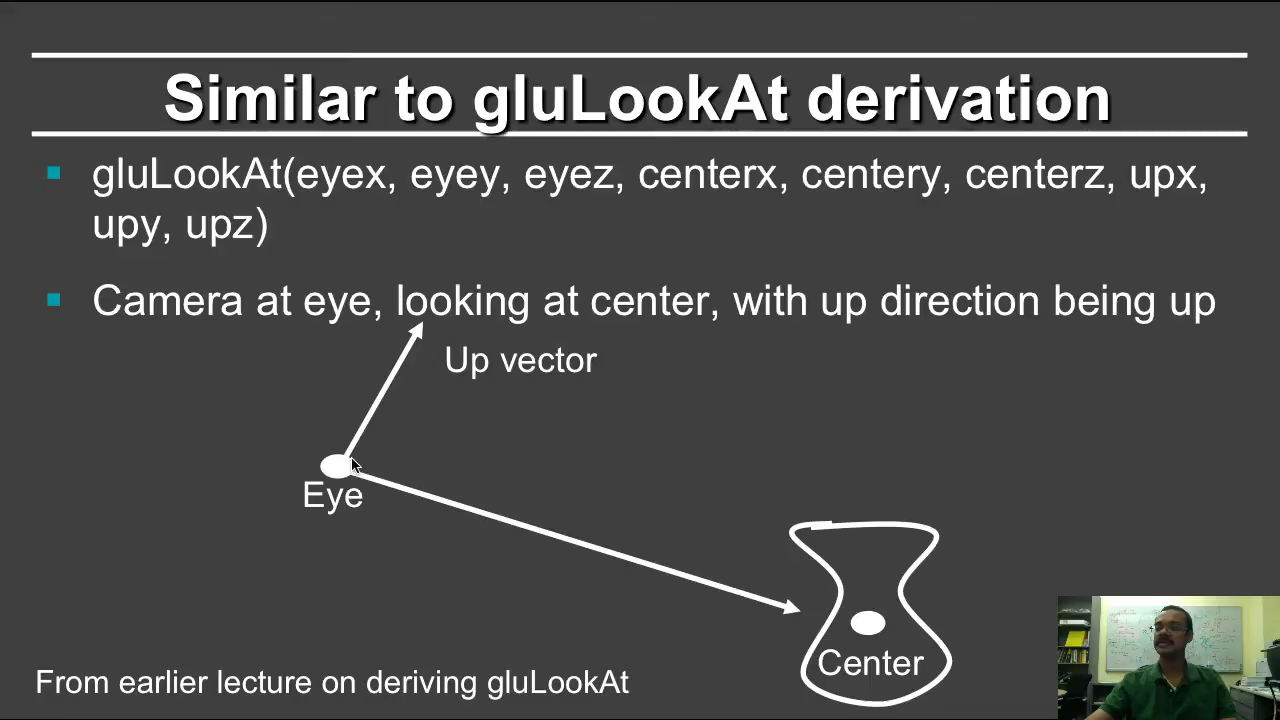 Similar to gluLookAt derivation
gluLookAt(eyex, eyey, eyez, centerx, centery, centerz, upx,
upy, upz)
Camera at eye, looking at center, with up direction being up
Up vector
Eye
Center
From earlier lecture on deriving gluLookAt